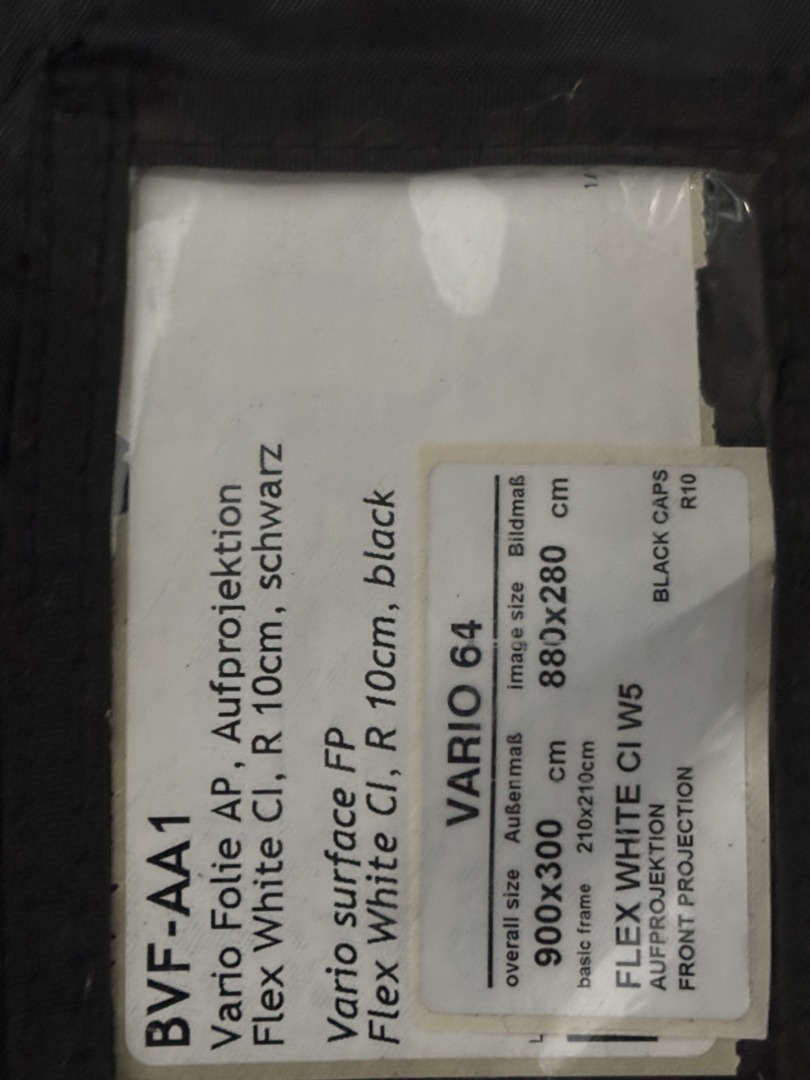 BVF-AA1
Vario Folie AP, Aufprojektion
Flex White CI, R 10cm, schwarz
Vario surface FP
Flex White CI, R 10cm, black
VARIO 64
overall size Außenmaß image size Bildmaß
900x300 cm 880x280 cm
basic frame 210x210cm
FLEX WHITE CI W5
AUFPROJEKTION BLACK CAPS
FRONT PROJECTION R10